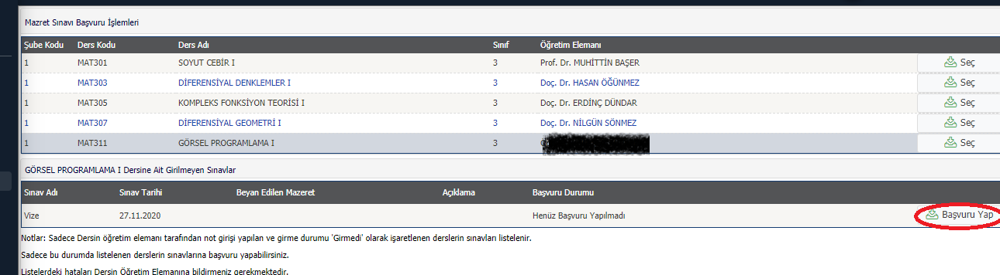 Mazret Sınavı Başvuru İşlemleri
Şube Kodu Ders Kodu Ders Adı Sınıf Öğretim Elemanı
1 MAT301 SOYUT CEBİR I 3 Prof. Dr. MUHİTTİN BAŞER Seç
1 MAT303 DİFERENSİYAL DENKLEMLER I 3 Doç. Dr. HASAN ÖĞÜNMEZ Seç
1 MAT305 KOMPLEKS FONKSİYON TEORİSİ I 3 Doç. Dr. ERDİNÇ DÜNDAR Seç
1 MAT307 DİFERENSİYAL GEOMETRİ I 3 Doç. Dr. NİLGÜN SÖNMEZ Seç
1 MAT311 GÖRSEL PROGRAMLAMA I 3 Seç
GÖRSEL PROGRAMLAMA I Dersine Ait Girilmeyen Sınavlar
Sınav Adı Sınav Tarihi Beyan Edilen Mazeret Açıklama Başvuru Durumu
Vize 27.11.2020 Henüz Başvuru Yapılmadı Başvuru Yap
Notlar: Sadece Dersin öğretim elemanı tarafından not girişi yapılan ve girme durumu 'Girmedi' olarak işaretlenen derslerin sınavları listelenir.
Sadece bu durumda listelenen derslerin sınavlarına başvuru yapabilirsiniz.
Listelerdeki hataları Dersin Öğretim Elemanına bildirmeniz gerekmektedir.